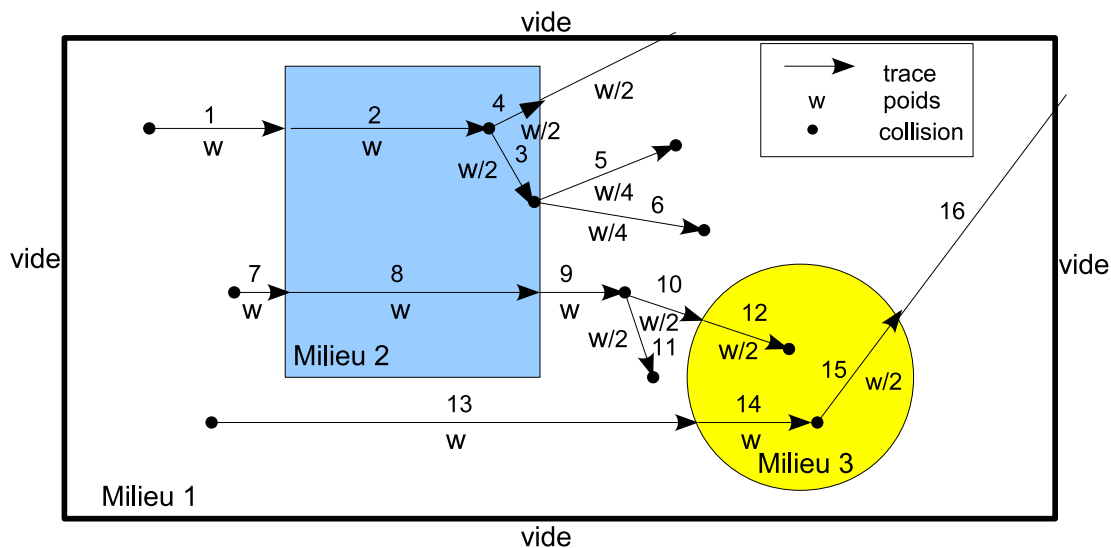 vide
trace
w poids
collision
1
w
2
w
4
w/2
w/2
3
w/2
5
w/4
6
w/4
16
vide
vide
7
w
8
w
9
w
10
w/2
w/2
11
12
w/2
15
w/2
Milieu 2
13
w
14
w
Milieu 3
Milieu 1
vide